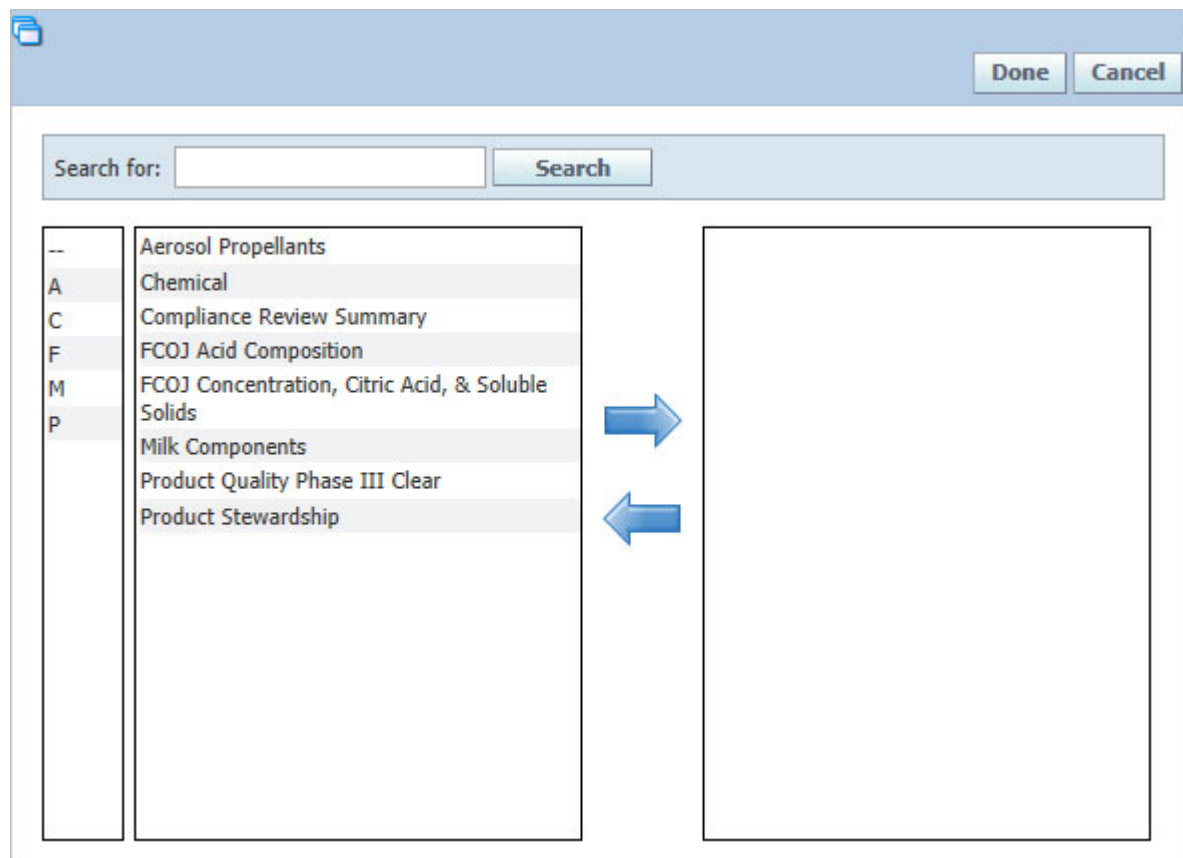 Done Cancel
Search for: Search
--
A
C
F
M
P
Aerosol Propellants
Chemical
Compliance Review Summary
FCOJ Acid Composition
FCOJ Concentration, Citric Acid, & Soluble
Solids
Milk Components
Product Quality Phase III Clear
Product Stewardship